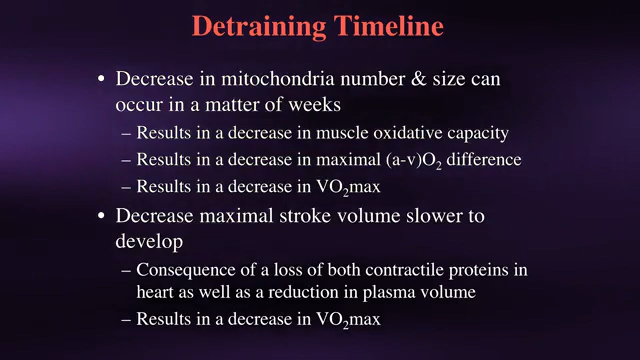 Detraining Timeline
• Decrease in mitochondria number & size can
occur in a matter of weeks
– Results in a decrease in muscle oxidative capacity
– Results in a decrease in maximal (a-v)O₂ difference
– Results in a decrease in VO₂max
• Decrease maximal stroke volume slower to
develop
– Consequence of a loss of both contractile proteins in
heart as well as a reduction in plasma volume
– Results in a decrease in VO₂max